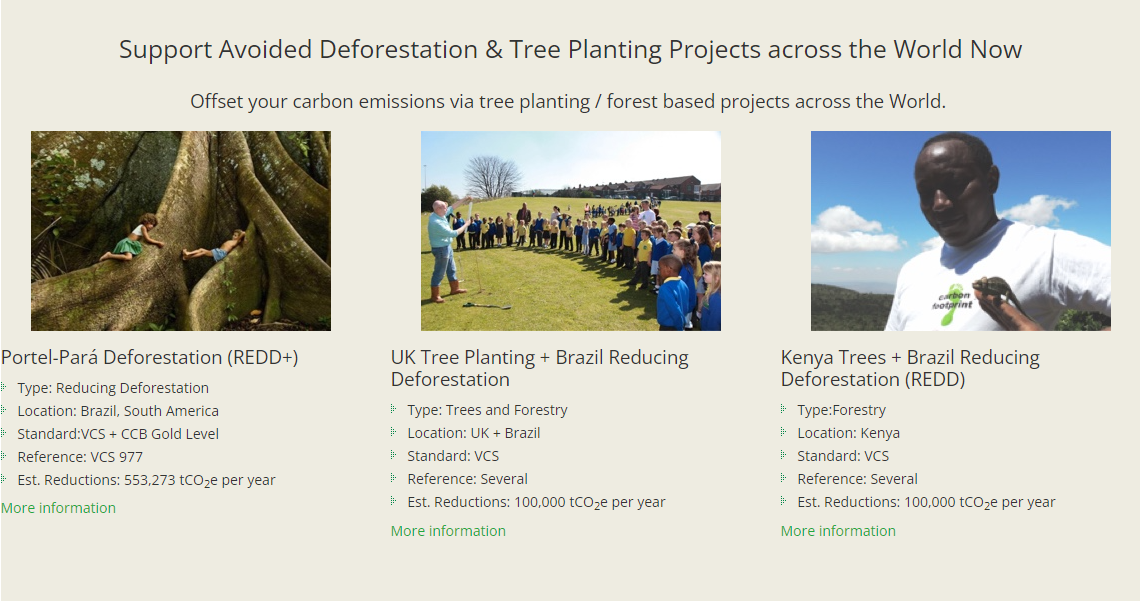 Support Avoided Deforestation & Tree Planting Projects across the World Now
Offset your carbon emissions via tree planting / forest based projects across the World.
carbon
footprint
Portel-Pará Deforestation (REDD+)
Type: Reducing Deforestation
Location: Brazil, South America
Standard:VCS + CCB Gold Level
Reference: VCS 977
Est. Reductions: 553,273 tCO₂e per year
More information
UK Tree Planting + Brazil Reducing
Deforestation
Type: Trees and Forestry
Location: UK + Brazil
Standard: VCS
Reference: Several
Est. Reductions: 100,000 tCO₂e per year
More information
Kenya Trees + Brazil Reducing
Deforestation (REDD)
Type:Forestry
Location: Kenya
Standard: VCS
Reference: Several
Est. Reductions: 100,000 tCO₂e per year
More information